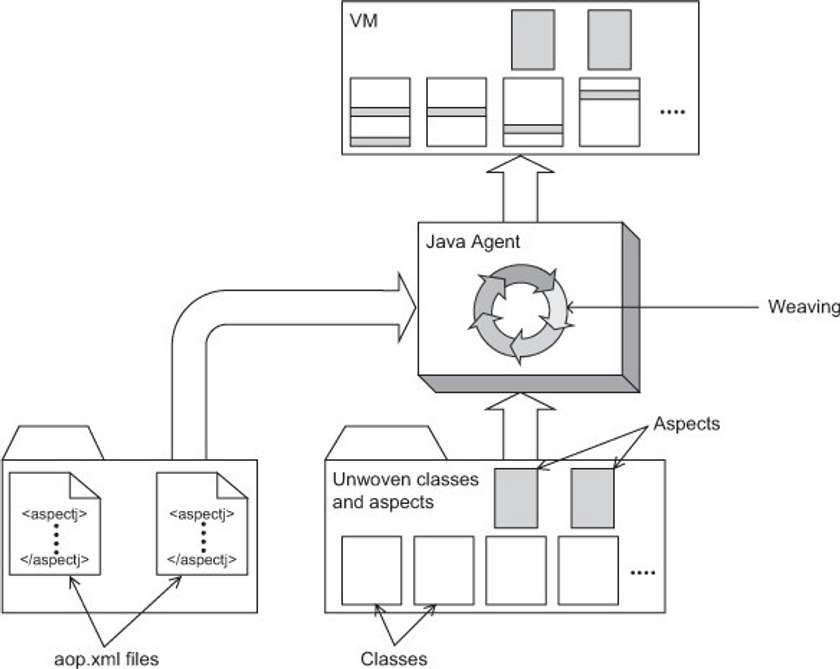 VM
....
Java Agent
Weaving
Aspects
Unwoven classes
and aspects
<aspectj>
</aspectj>
<aspectj>
</aspectj>
....
aop.xml files
Classes